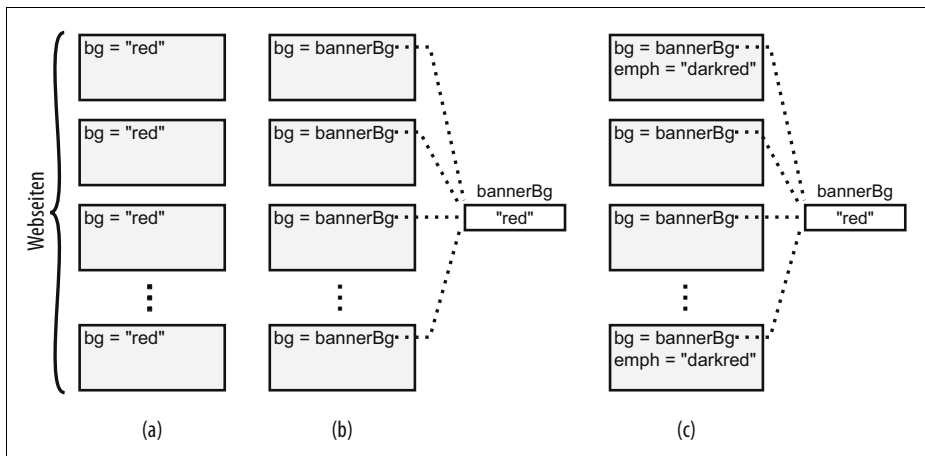 Webseiten
bg = "red"
bg = "red"
bg = "red"
bg = "red"
(a)
bg = bannerBg
bg = bannerBg
bg = bannerBg
bg = bannerBg
bannerBg
"red"
(b)
bg = bannerBg
emph = "darkred"
bg = bannerBg
bg = bannerBg
bg = bannerBg
emph = "darkred"
bannerBg
"red"
(c)